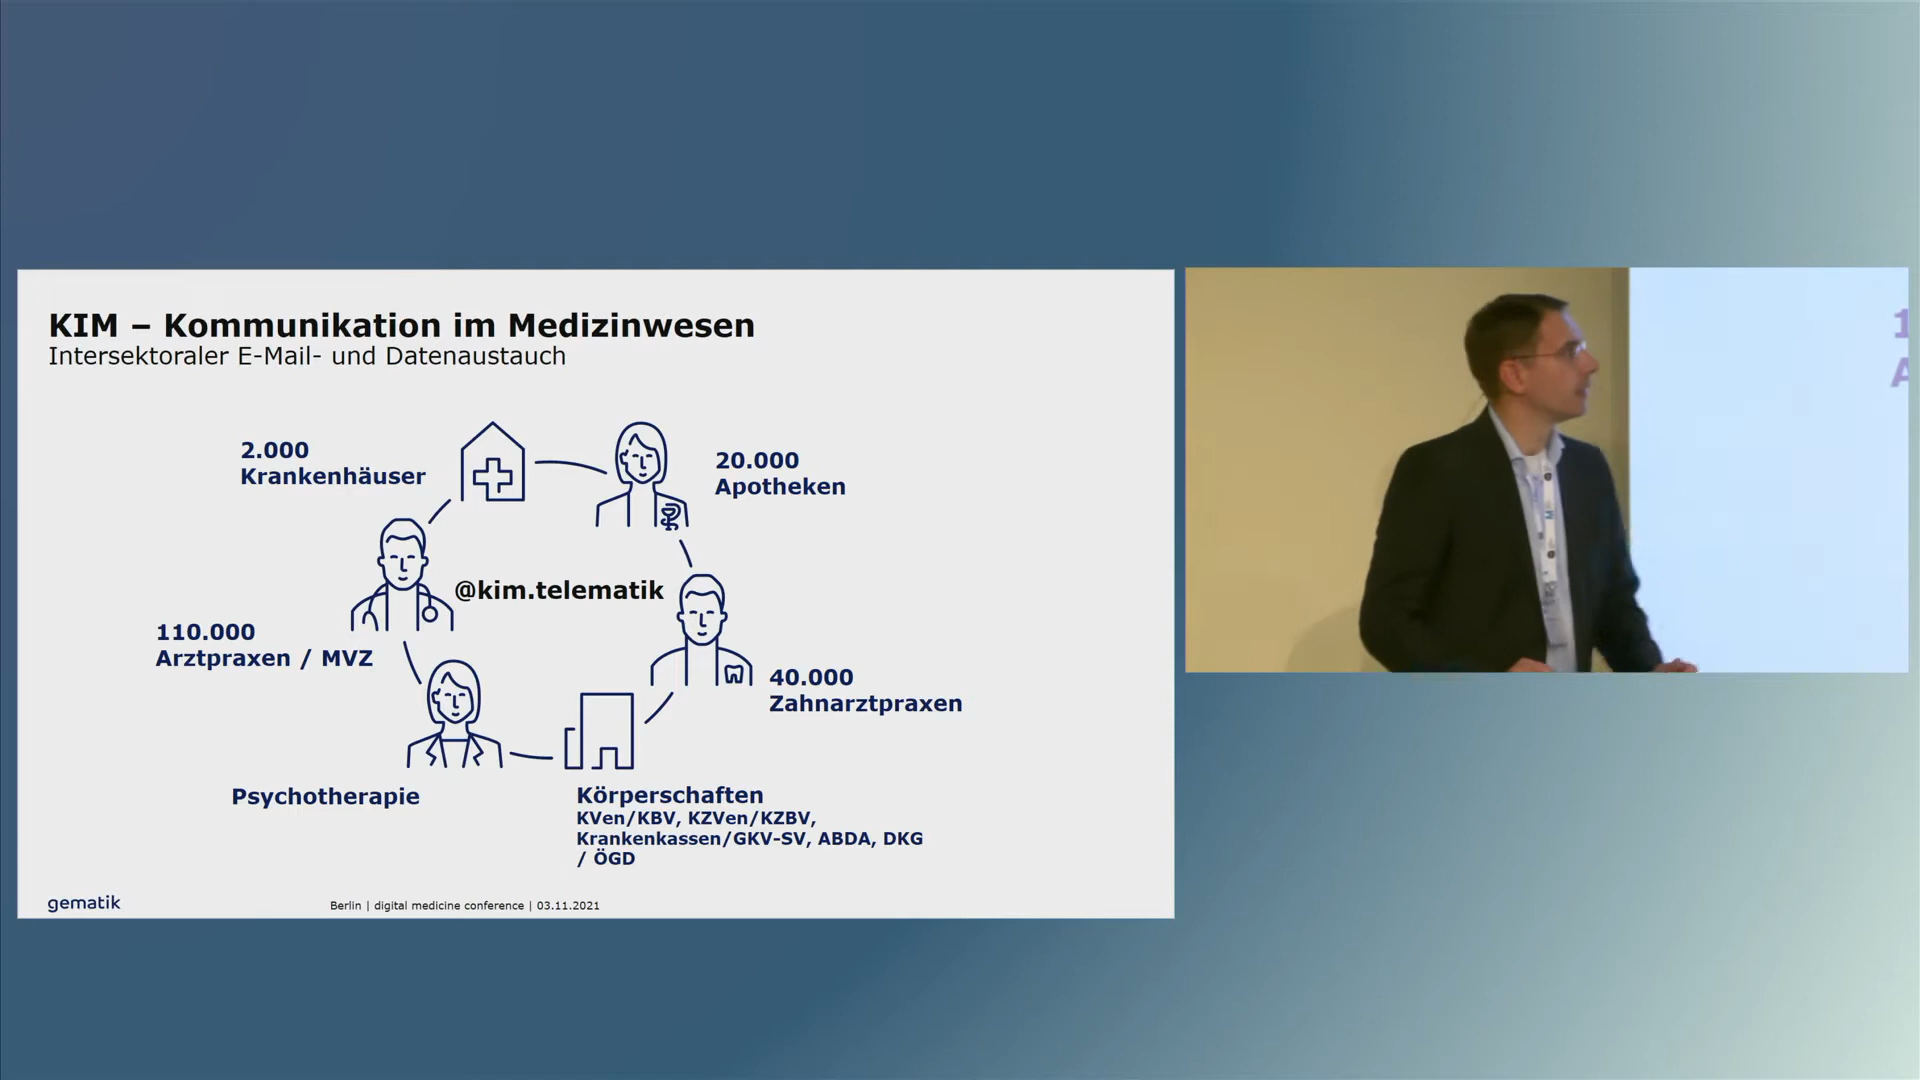 KIM – Kommunikation im Medizinwesen
Intersektoraler E-Mail- und Datenaustauch
2.000
Krankenhäuser
20.000
Apotheken
@kim.telematik
110.000
Arztpraxen / MVZ
40.000
Zahnarztpraxen
Psychotherapie
Körperschaften
KVen/KBV, KZVen/KZBV,
Krankenkassen/GKV-SV, ABDA, DKG
/ ÖGD
gematik
Berlin | digital medicine conference | 03.11.2021
1
A